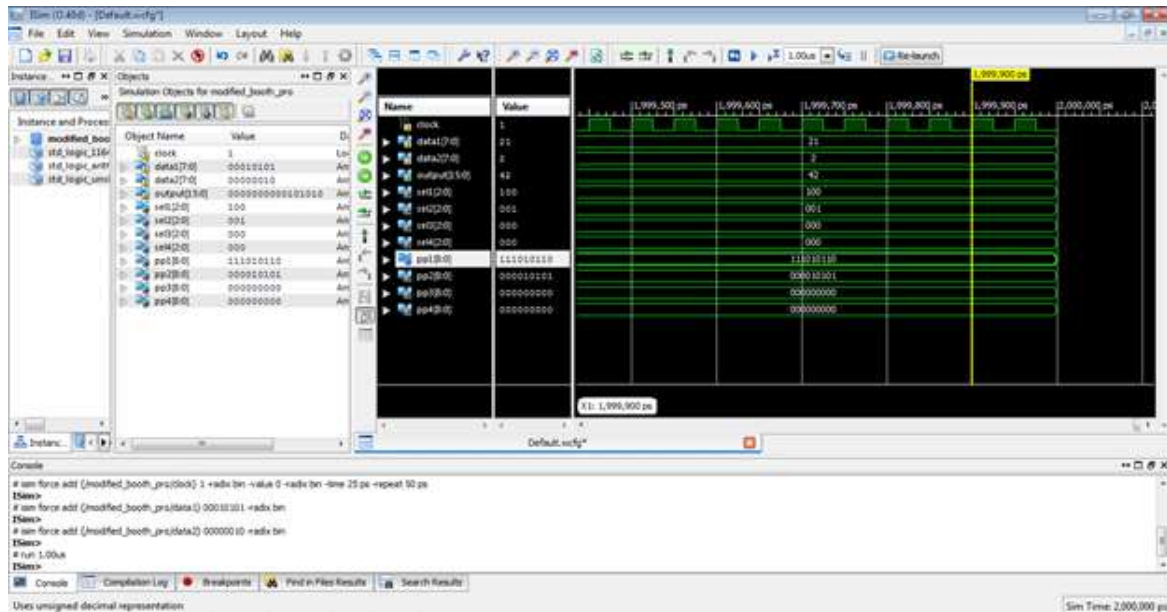 ISim (O.40d) - [Default.wcfg*]
File Edit View Simulation Window Layout Help
1.00us Re-launch
Instance
Instance and Proces
modified_boo
std_logic_116
std_logic_arit
std_logic_unsi
Instanc...
Objects
Simulation Objects for modified_booth_pro
Object Name Value
clock 1
data1[7:0] 00010101
data2[7:0] 00000010
output[15:0] 0000000000101010
sel1[2:0] 100
sel2[2:0] 001
sel3[2:0] 000
sel4[2:0] 000
pp1[8:0] 111010110
pp2[8:0] 000010101
pp3[8:0] 000000000
pp4[8:0] 000000000
1,999,900 ps
Name Value 1,999,500 ps 1,999,600 ps 1,999,700 ps 1,999,800 ps 1,999,900 ps 2,000,000 ps
clock 1
data1[7:0] 21 21
data2[7:0] 2 2
output[15:0] 42 42
sel1[2:0] 100 100
sel2[2:0] 001 001
sel3[2:0] 000 000
sel4[2:0] 000 000
pp1[8:0] 111010110 111010110
pp2[8:0] 000010101 000010101
pp3[8:0] 000000000 000000000
pp4[8:0] 000000000 000000000
X1: 1,999,900 ps
Default.wcfg*
Console
# isim force add {/modified_booth_pro/clock} 1 -radix bin -value 0 -radix bin -time 25 ps -repeat 50 ps
ISim>
# isim force add {/modified_booth_pro/data1} 00010101 -radix bin
ISim>
# isim force add {/modified_booth_pro/data2} 00000010 -radix bin
ISim>
# run 1.00us
ISim>
Console Compilation Log Breakpoints Find in Files Results Search Results
Uses unsigned decimal representation
Sim Time: 2,000,000 ps